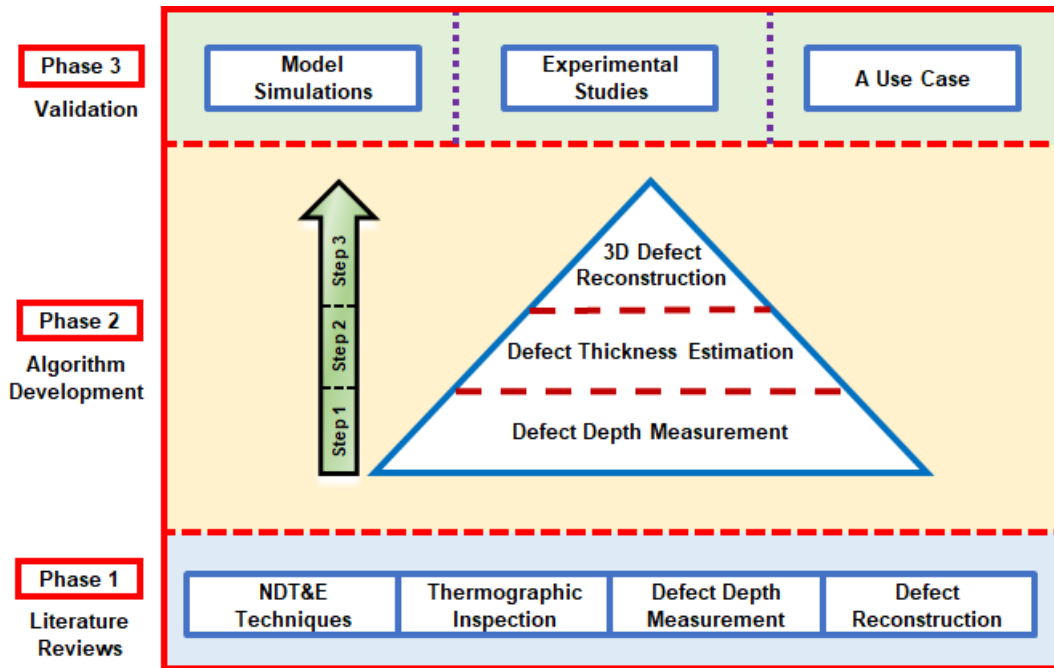 Phase 3
Validation
Model
Simulations
Experimental
Studies
A Use Case
Phase 2
Algorithm
Development
Step 3
Step 2
Step 1
3D Defect
Reconstruction
Defect Thickness Estimation
Defect Depth Measurement
Phase 1
Literature
Reviews
NDT&E
Techniques
Thermographic
Inspection
Defect Depth
Measurement
Defect
Reconstruction